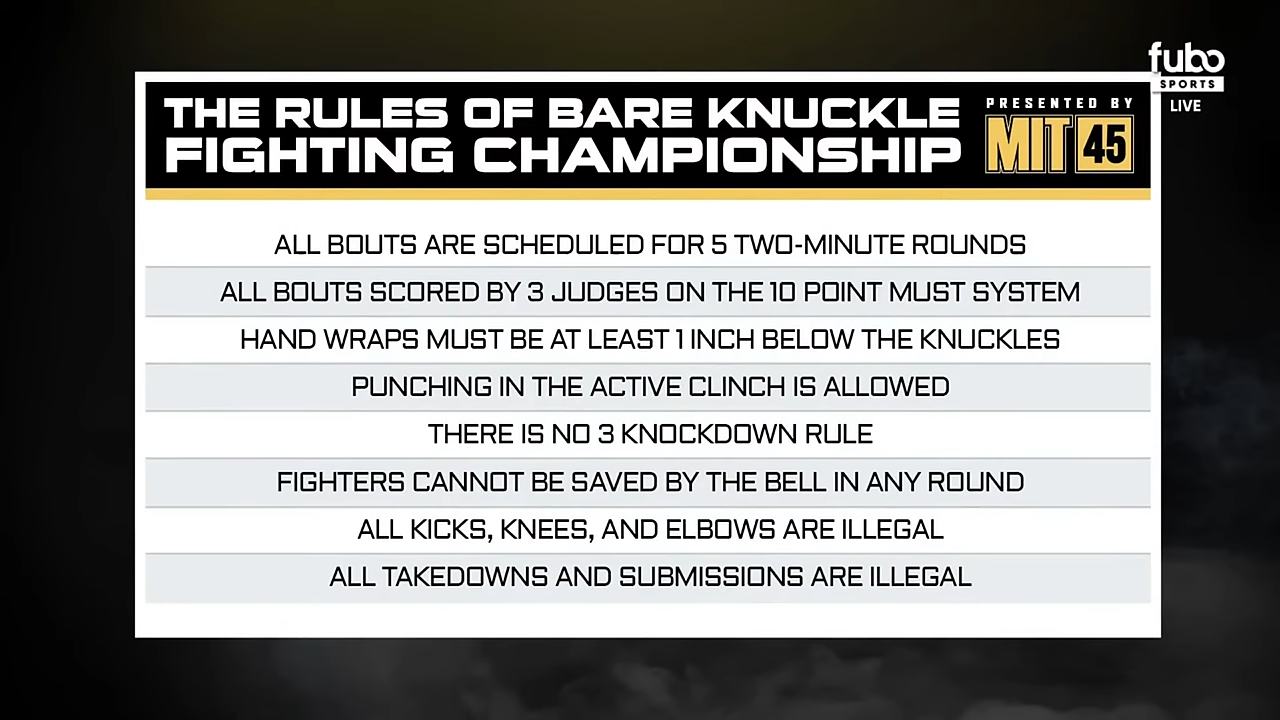 fubo
SPORTS
LIVE
THE RULES OF BARE KNUCKLE
FIGHTING CHAMPIONSHIP
PRESENTED BY
MIT 45
ALL BOUTS ARE SCHEDULED FOR 5 TWO-MINUTE ROUNDS
ALL BOUTS SCORED BY 3 JUDGES ON THE 10 POINT MUST SYSTEM
HAND WRAPS MUST BE AT LEAST 1 INCH BELOW THE KNUCKLES
PUNCHING IN THE ACTIVE CLINCH IS ALLOWED
THERE IS NO 3 KNOCKDOWN RULE
FIGHTERS CANNOT BE SAVED BY THE BELL IN ANY ROUND
ALL KICKS, KNEES, AND ELBOWS ARE ILLEGAL
ALL TAKEDOWNS AND SUBMISSIONS ARE ILLEGAL